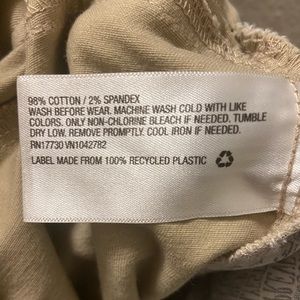 98% COTTON / 2% SPANDEX
WASH BEFORE WEAR. MACHINE WASH COLD WITH LIKE
COLORS. ONLY NON-CHLORINE BLEACH IF NEEDED. TUMBLE
DRY LOW. REMOVE PROMPTLY. COOL IRON IF NEEDED.
RN17730 VN1042782
LABEL MADE FROM 100% RECYCLED PLASTIC